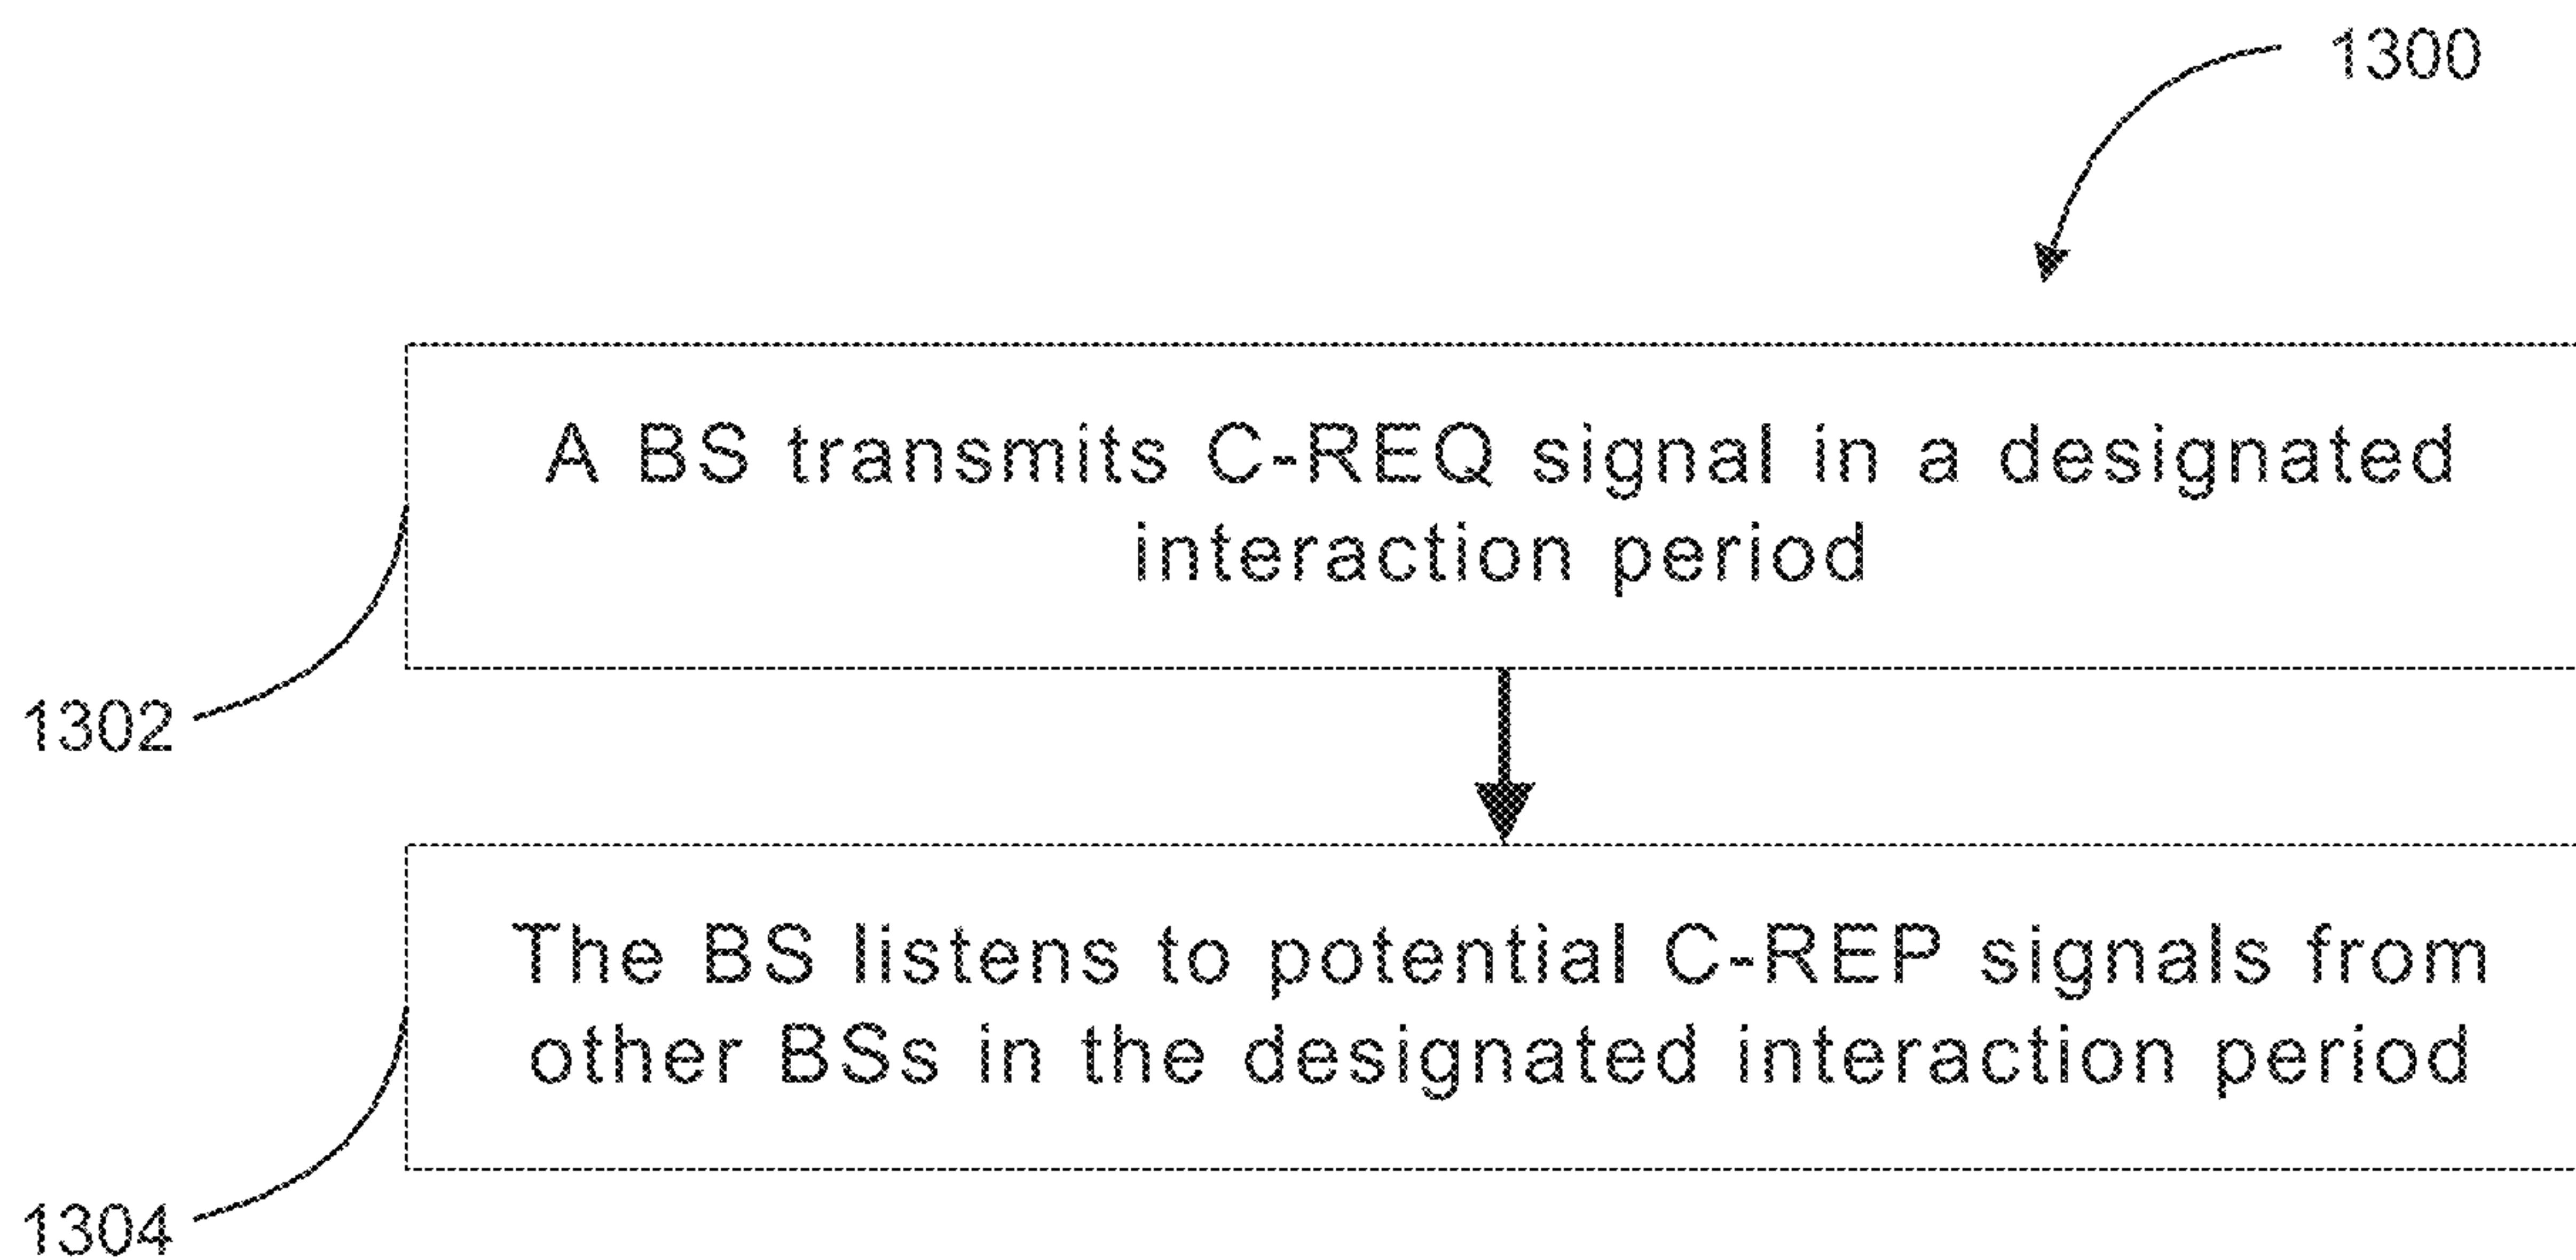 1300
A BS transmits C-REQ signal in a designated
interaction period
1302
The BS listens to potential C-REP signals from
other BSs in the designated interaction period
1304